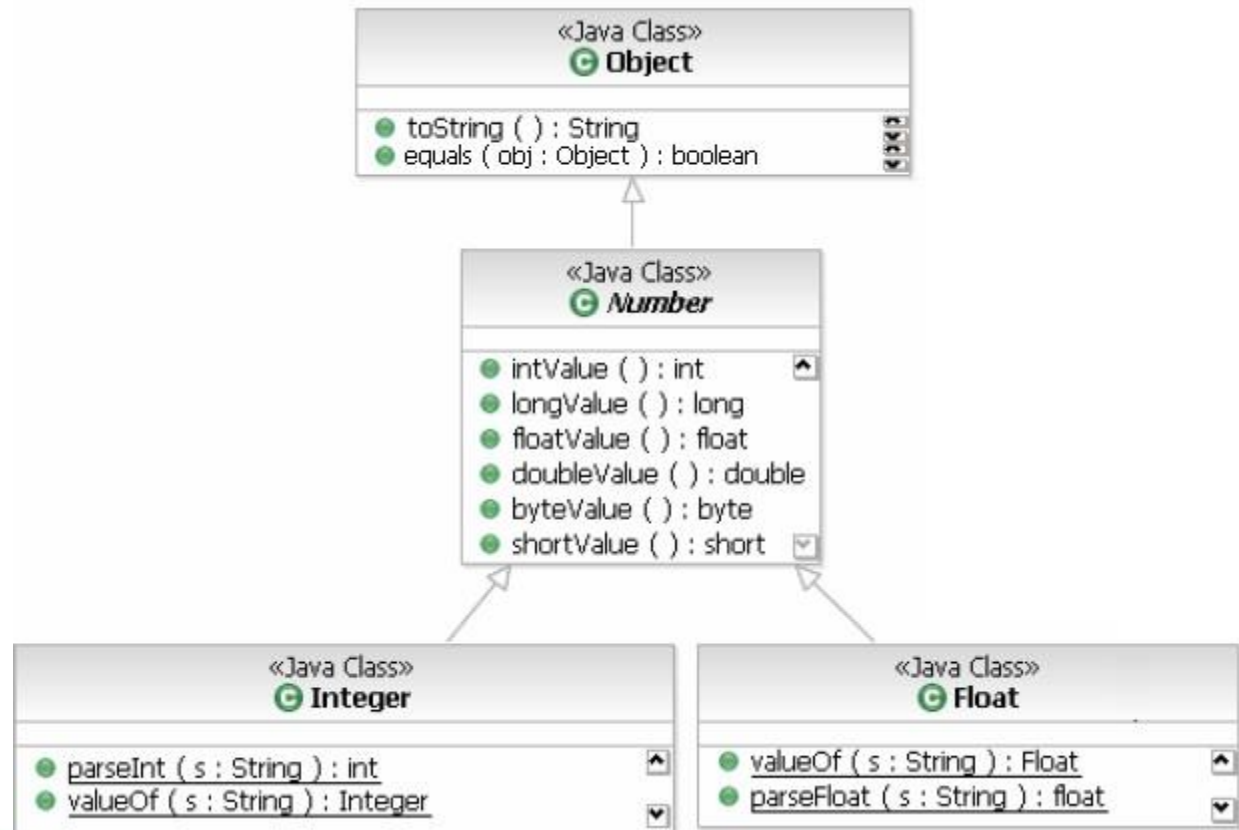 «Java Class»
C Object
toString ( ) : String
equals ( obj : Object ) : boolean
«Java Class»
C Number
intValue ( ) : int
longValue ( ) : long
floatValue ( ) : float
doubleValue ( ) : double
byteValue ( ) : byte
shortValue ( ) : short
«Java Class»
C Integer
parseInt ( s : String ) : int
valueOf ( s : String ) : Integer
«Java Class»
C Float
valueOf ( s : String ) : Float
parseFloat ( s : String ) : float